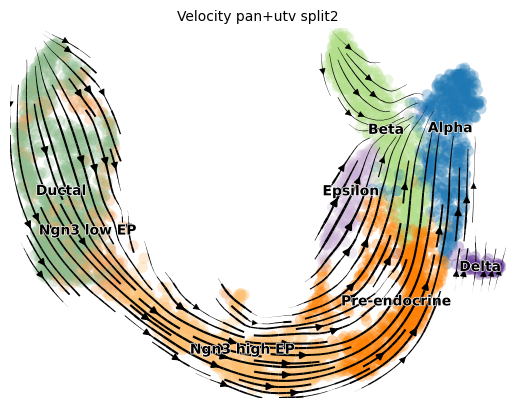 Velocity pan+utv split2
Beta
Alpha
Ductal
Epsilon
Ngn3 low EP
Delta
Pre-endocrine
Ngn3 high EP